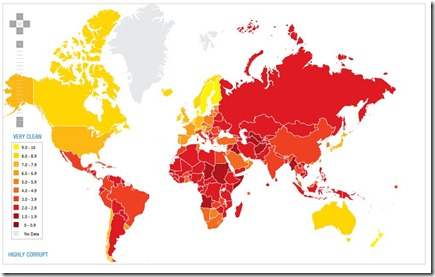 VERY CLEAN
9.0 - 10
8.0 - 8.9
7.0 - 7.9
6.0 - 6.9
5.0 - 5.9
4.0 - 4.9
3.0 - 3.9
2.0 - 2.9
1.0 - 1.9
0 - 0.9
No Data
HIGHLY CORRUPT